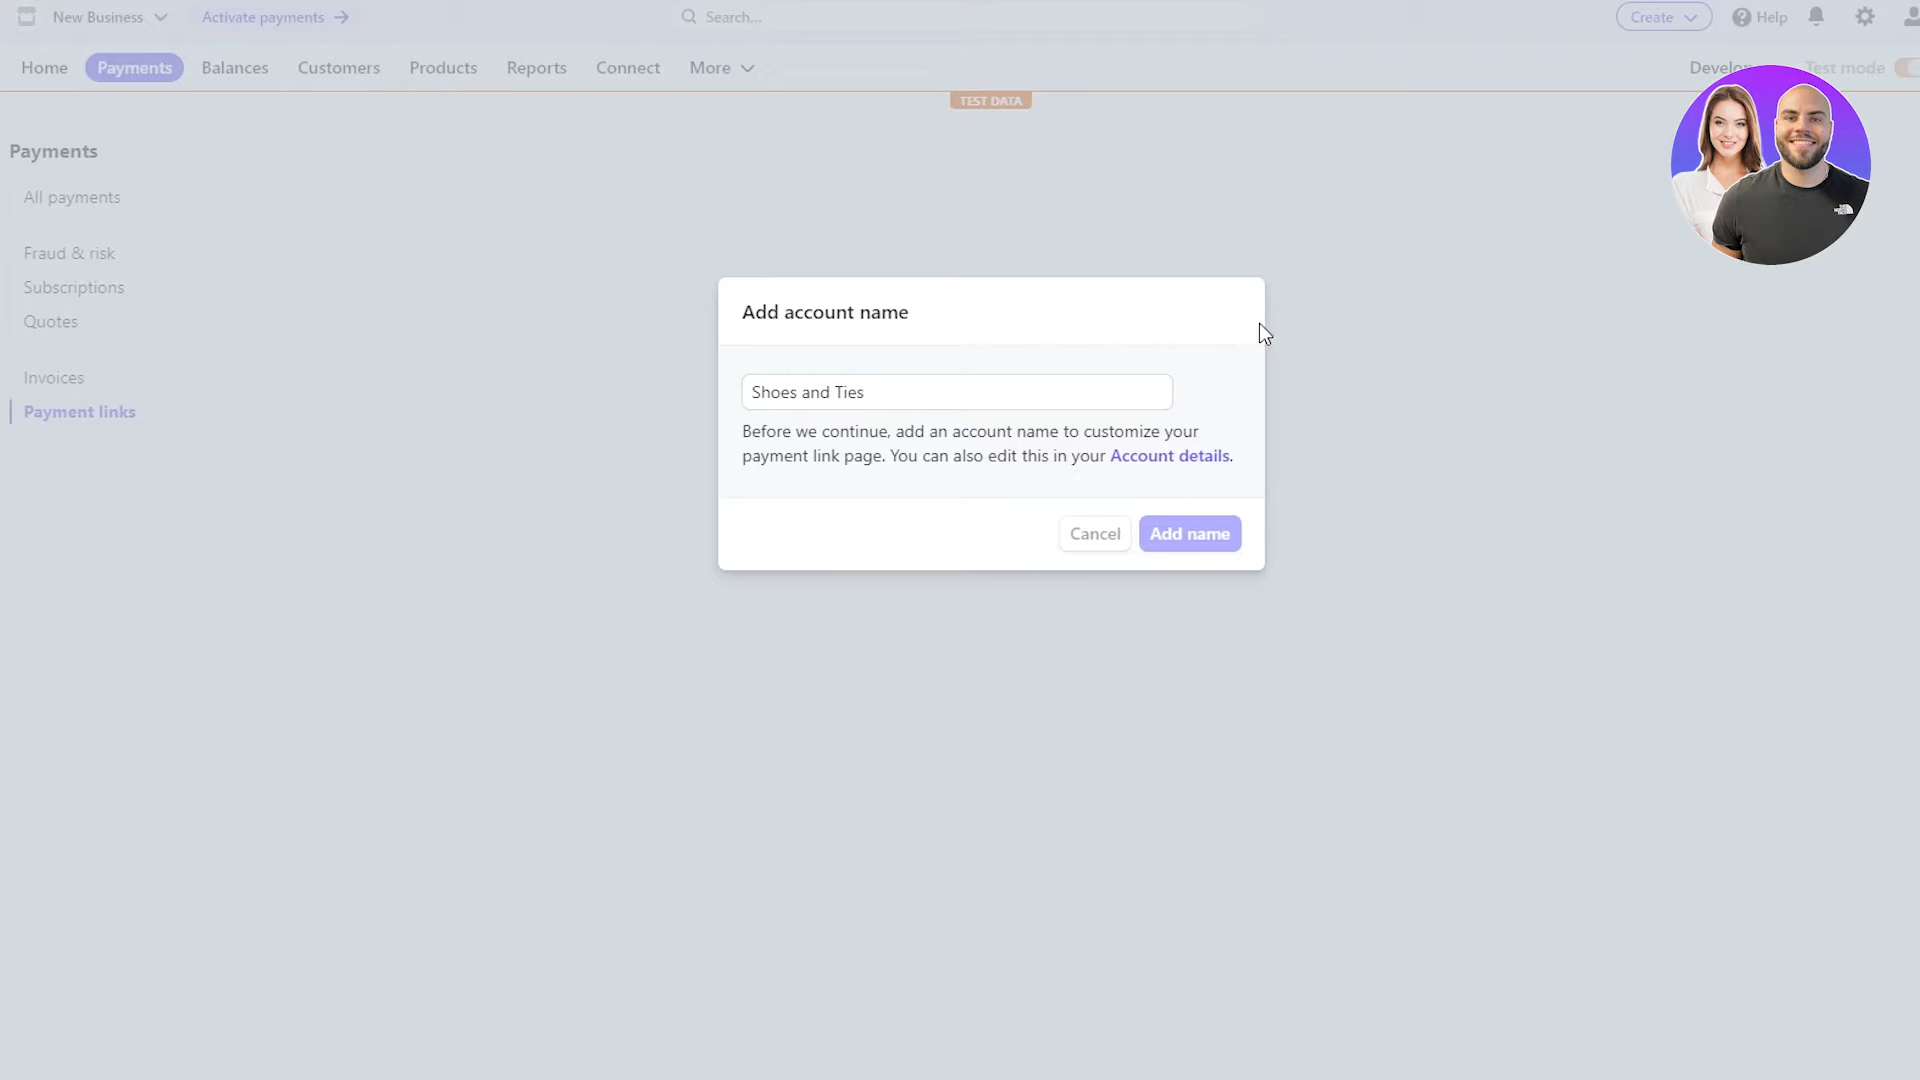 New Business
Activate payments
Search...
Create
Help
Home
Payments
Balances
Customers
Products
Reports
Connect
More
Test mode
TEST DATA
Payments
All payments
Fraud & risk
Subscriptions
Quotes
Invoices
Payment links
Add account name
Shoes and Ties
Before we continue, add an account name to customize your
payment link page. You can also edit this in your Account details.
Cancel
Add name